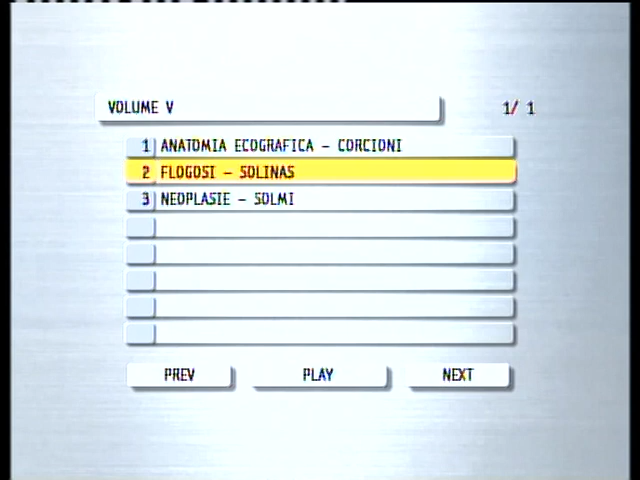 VOLUME V 1/ 1
1 ANATOMIA ECOGRAFICA - CORCIONI
2 FLOGOSI - SOLINAS
3 NEOPLASIE - SOLMI
PREV PLAY NEXT